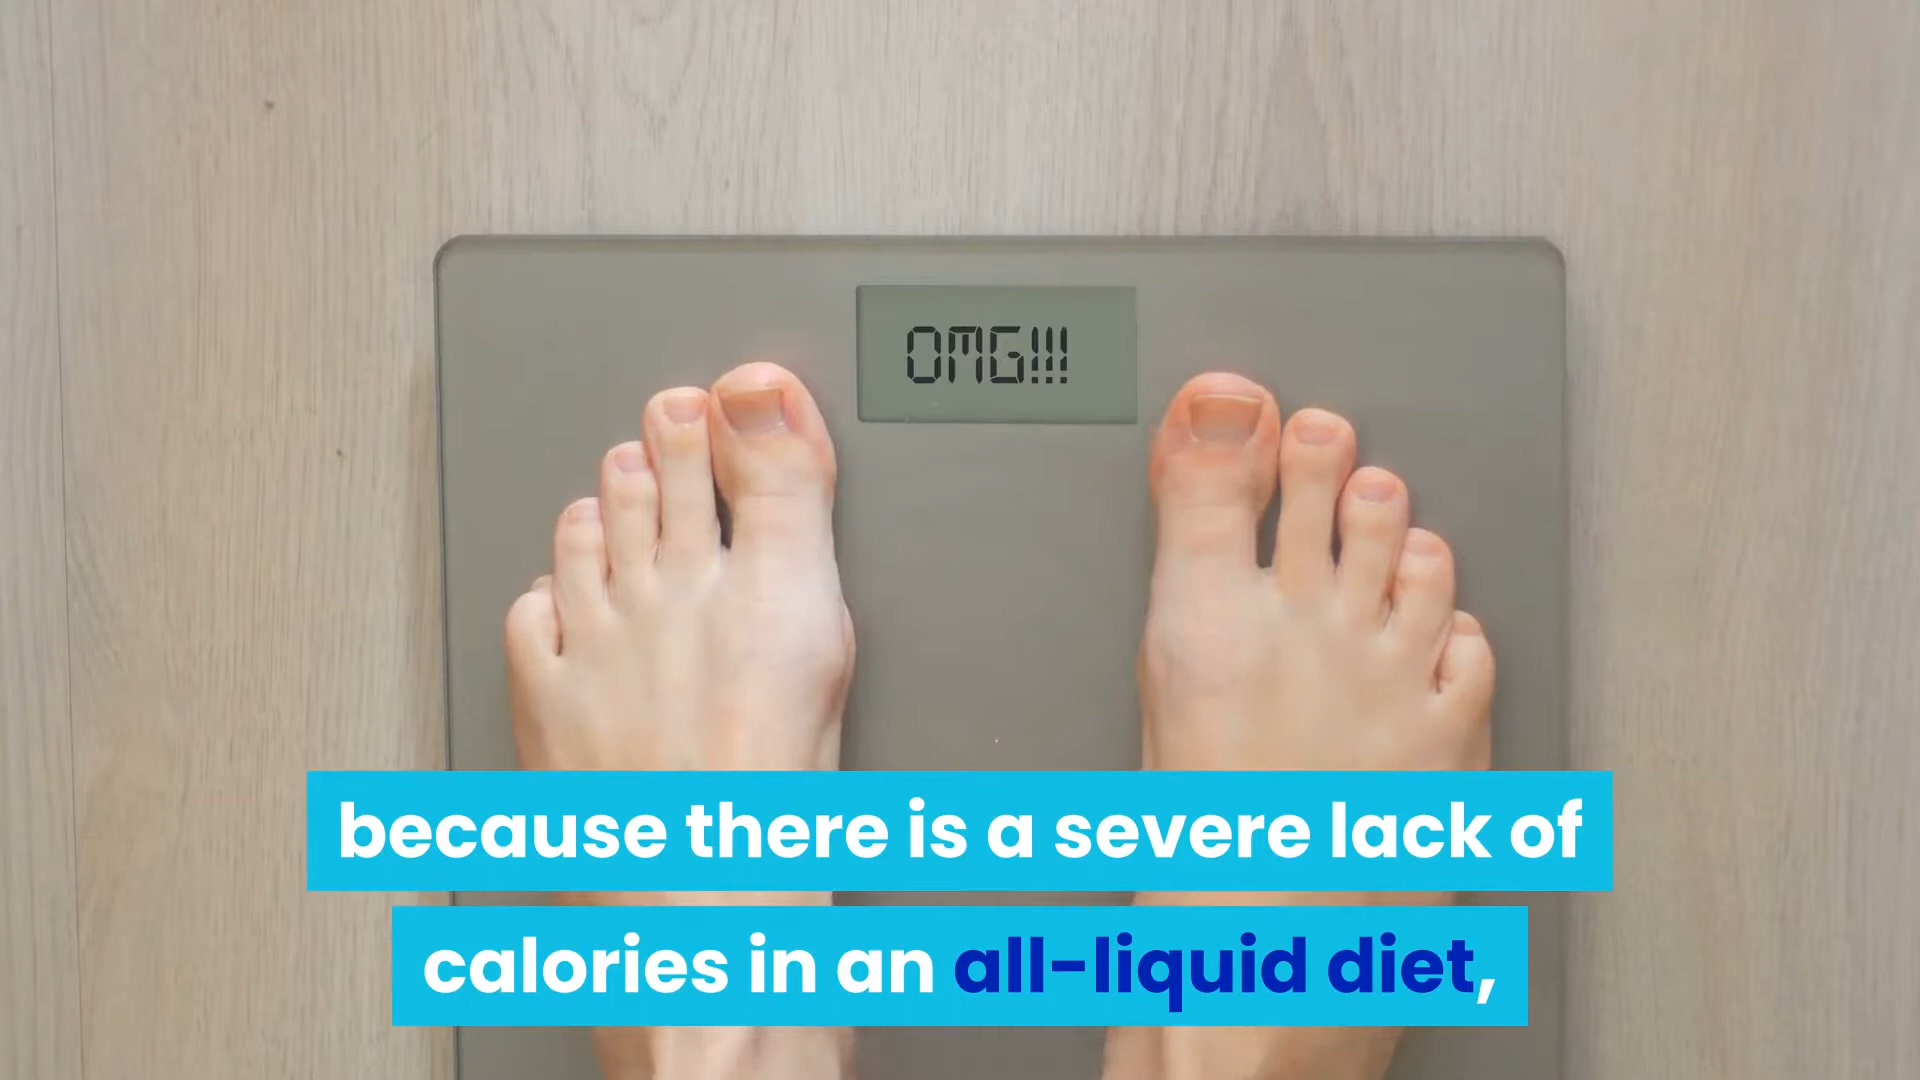 OMG!!!
because there is a severe lack of
calories in an all-liquid diet,